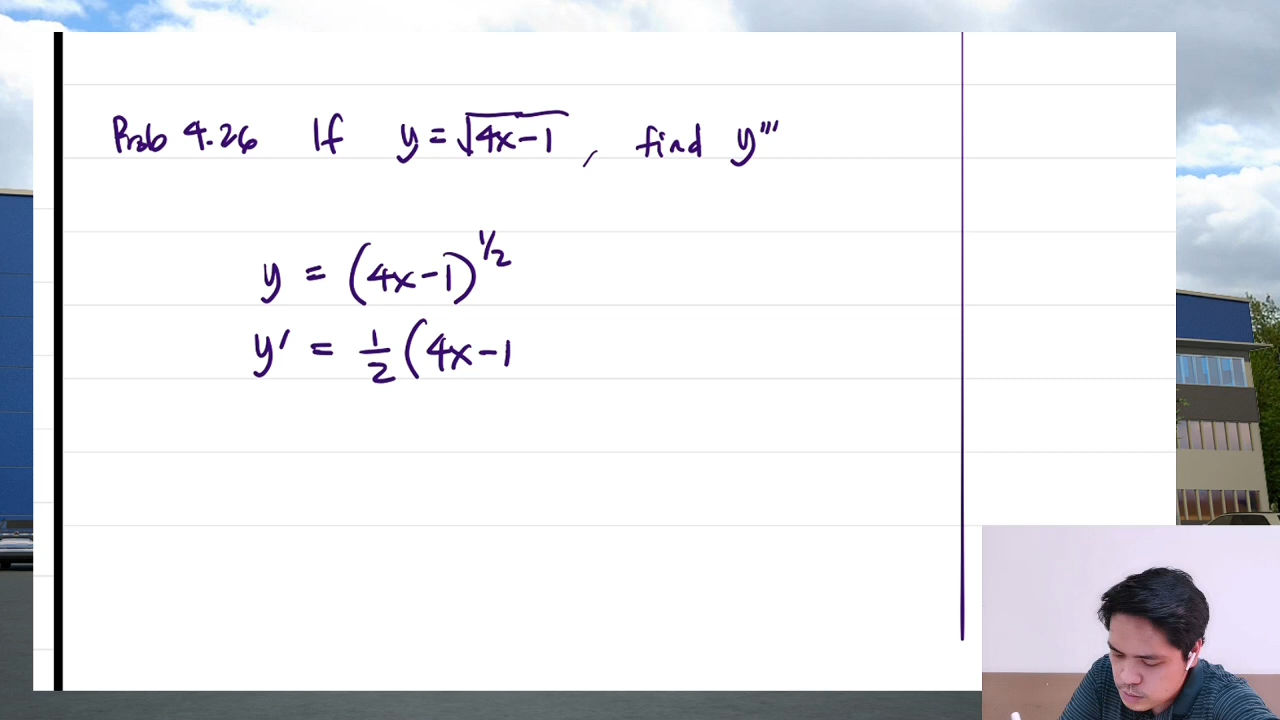 Prob 4.26 If y = √4x-1 , find y'''
y = (4x-1)^1/2
y' = 1/2 (4x-1